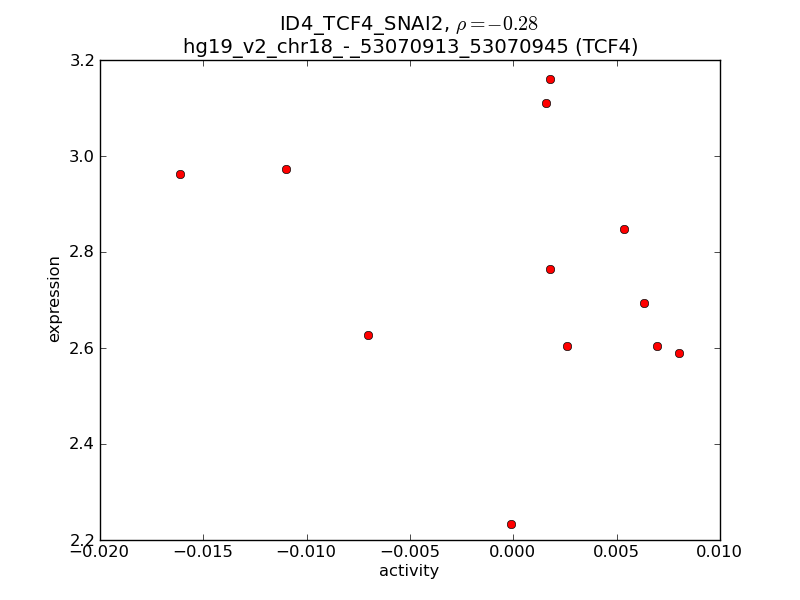 ID4_TCF4_SNAI2, ρ = −0.28
hg19_v2_chr18_-_53070913_53070945 (TCF4)
3.2
3.0
2.8
2.6
2.4
2.2
expression
−0.020 −0.015 −0.010 −0.005 0.000 0.005 0.010
activity